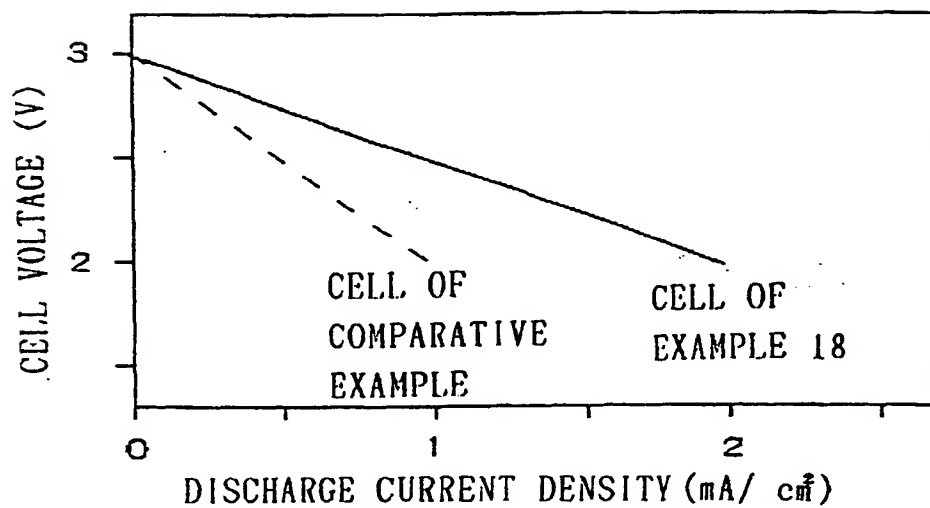 CELL VOLTAGE (V)
3
2
CELL OF
COMPARATIVE
EXAMPLE
CELL OF
EXAMPLE 18
0
1
2
DISCHARGE CURRENT DENSITY (mA/ cm²)